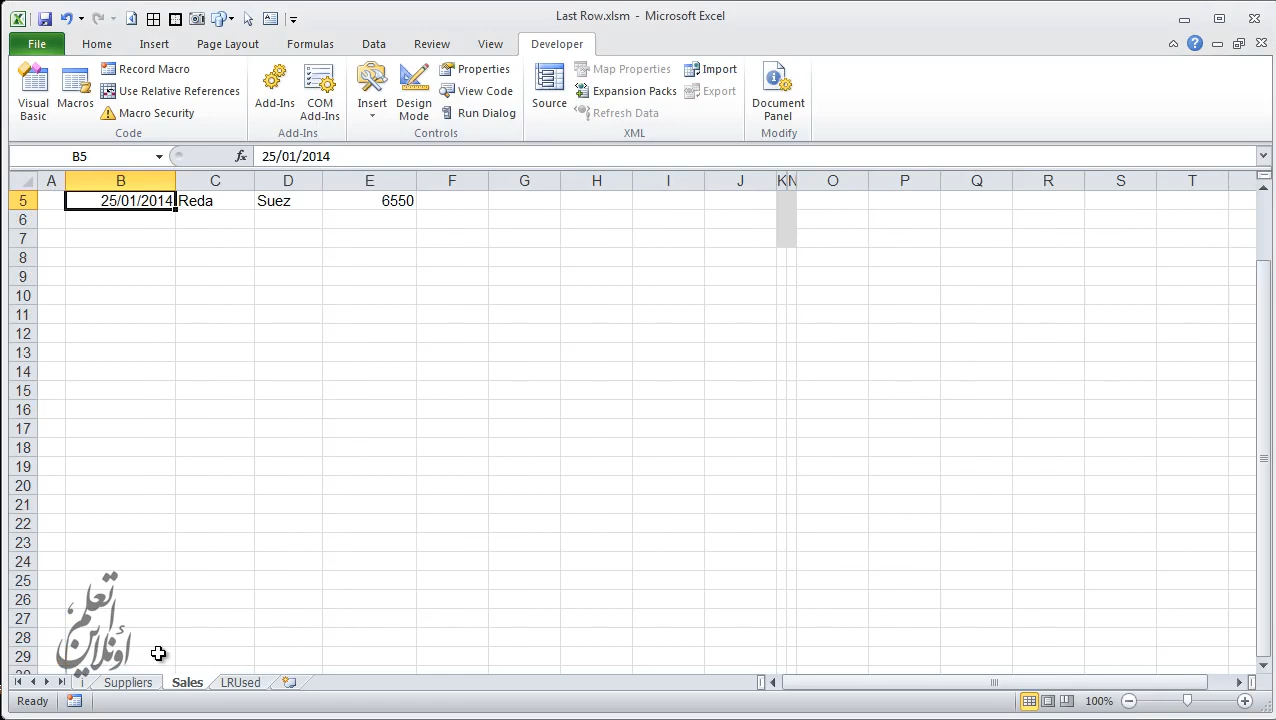 Last Row.xlsm - Microsoft Excel
File Home Insert Page Layout Formulas Data Review View Developer
Visual Basic
Macros
Record Macro
Use Relative References
Macro Security
Code
Add-Ins
COM Add-Ins
Add-Ins
Insert
Design Mode
Properties
View Code
Run Dialog
Controls
Source
Map Properties
Expansion Packs
Refresh Data
Import
Export
XML
Document Panel
Modify
B5 fx 25/01/2014
A B C D E F G H I J K N O P Q R S T
5 25/01/2014 Reda Suez 6550
6
7
8
9
10
11
12
13
14
15
16
17
18
19
20
21
22
23
24
25
26
27
28
29
اتعلم
أونلاين
Suppliers Sales LRUsed
Ready 100%